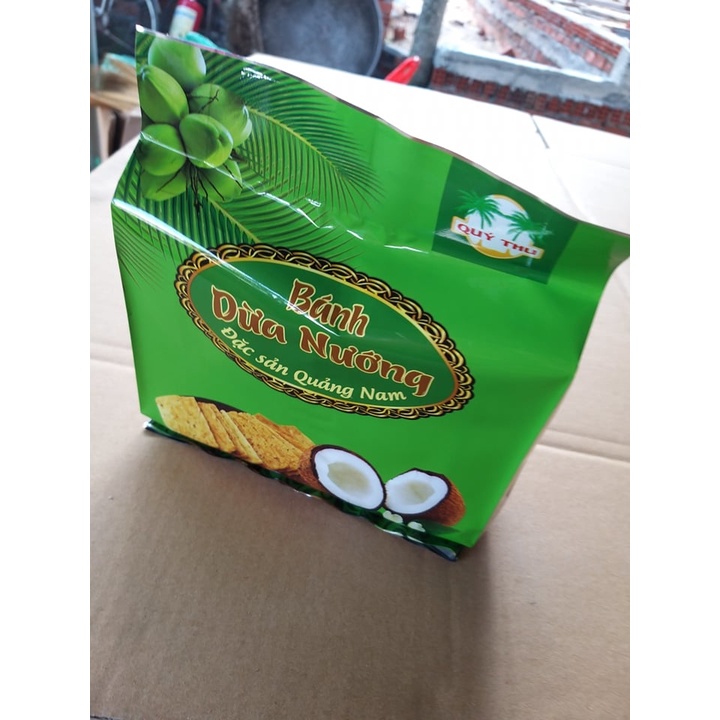 QUÝ THU
Bánh
Dừa Nướng
Đặc sản Quảng Nam